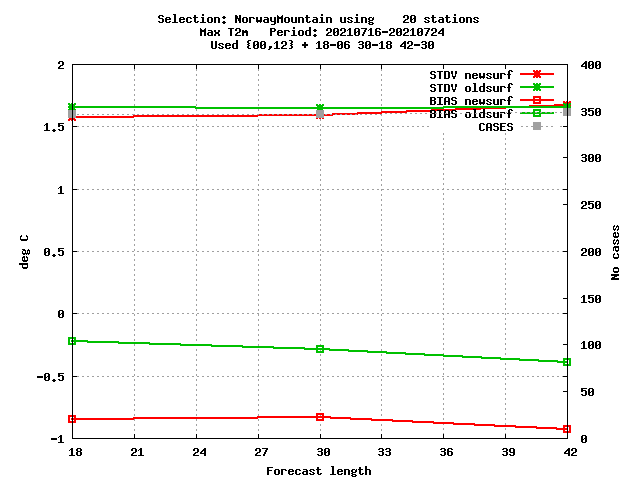 Selection: NorwayMountain using    20 stations
Max T2m   Period: 20210716-20210724
Used {00,12} + 18-06 30-18 42-30
2
1.5
1
0.5
0
-0.5
-1
deg C
400
350
300
250
200
150
100
50
0
No cases
STDV newsurf
STDV oldsurf
BIAS newsurf
BIAS oldsurf
CASES
18 21 24 27 30 33 36 39 42
Forecast length